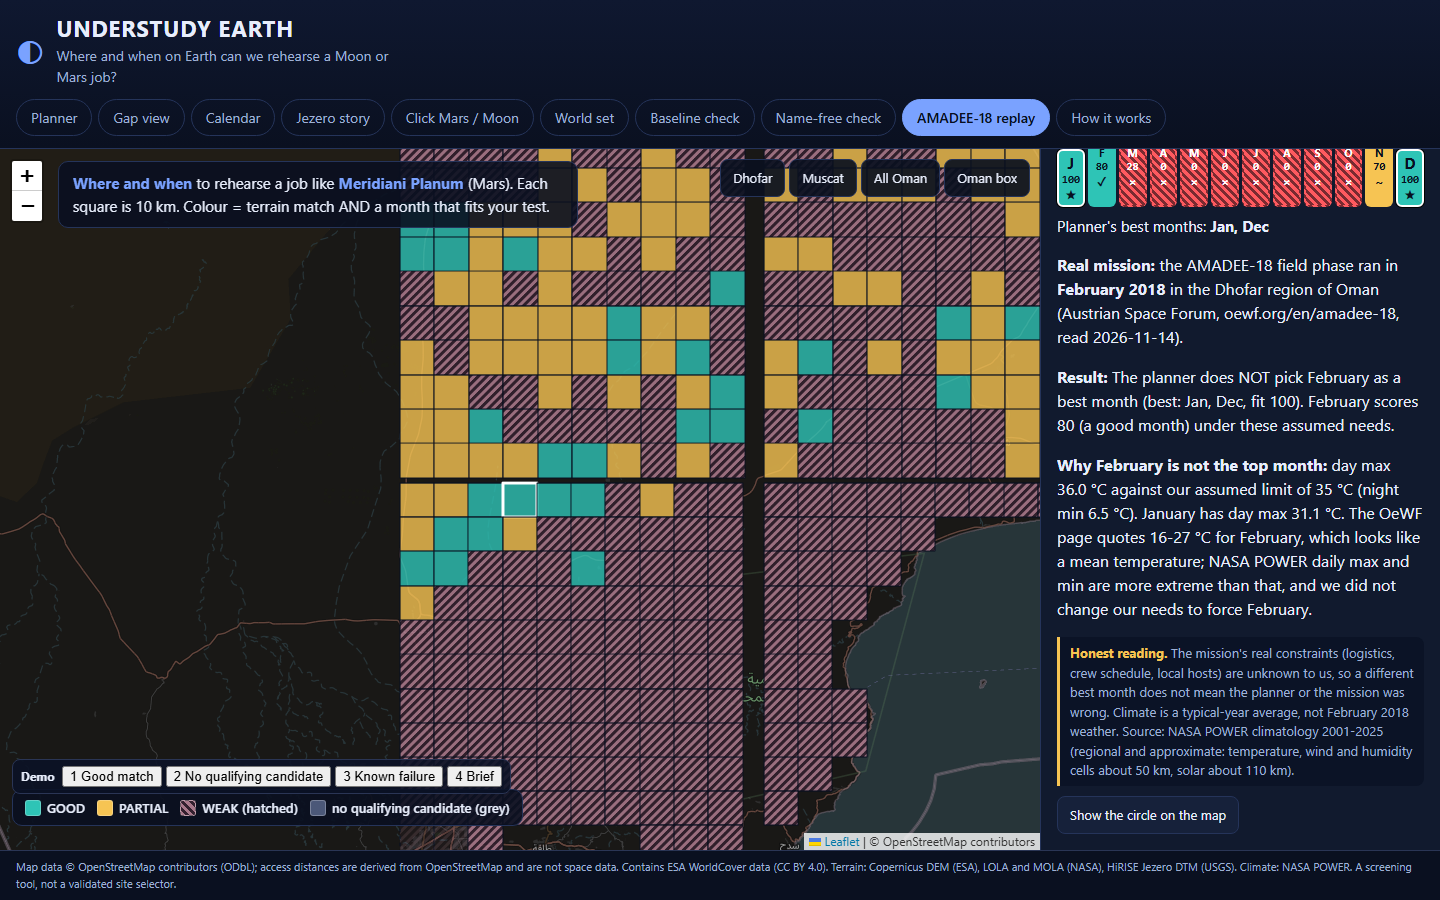 UNDERSTUDY EARTH
Where and when on Earth can we rehearse a Moon or
Mars job?
Planner
Gap view
Calendar
Jezero story
Click Mars / Moon
World set
Baseline check
Name-free check
AMADEE-18 replay
How it works
+
−
Where and when to rehearse a job like Meridiani Planum (Mars). Each
square is 10 km. Colour = terrain match AND a month that fits your test.
Dhofar
Muscat
All Oman
Oman box
J F M A M J J A S O N D
100 80 28 0 0 0 0 0 0 0 70 100
★ ✓ × × × × × × × × ~ ★
Planner's best months: Jan, Dec
Real mission: the AMADEE-18 field phase ran in
February 2018 in the Dhofar region of Oman
(Austrian Space Forum, oewf.org/en/amadee-18,
read 2026-11-14).
Result: The planner does NOT pick February as a
best month (best: Jan, Dec, fit 100). February scores
80 (a good month) under these assumed needs.
Why February is not the top month: day max
36.0 °C against our assumed limit of 35 °C (night
min 6.5 °C). January has day max 31.1 °C. The OeWF
page quotes 16-27 °C for February, which looks like
a mean temperature; NASA POWER daily max and
min are more extreme than that, and we did not
change our needs to force February.
Honest reading. The mission's real constraints (logistics,
crew schedule, local hosts) are unknown to us, so a different
best month does not mean the planner or the mission was
wrong. Climate is a typical-year average, not February 2018
weather. Source: NASA POWER climatology 2001-2025
(regional and approximate: temperature, wind and humidity
cells about 50 km, solar about 110 km).
Show the circle on the map
Demo
1 Good match
2 No qualifying candidate
3 Known failure
4 Brief
GOOD
PARTIAL
WEAK (hatched)
no qualifying candidate (grey)
Leaflet | © OpenStreetMap contributors
Map data © OpenStreetMap contributors (ODbL); access distances are derived from OpenStreetMap and are not space data. Contains ESA WorldCover data (CC BY 4.0). Terrain: Copernicus DEM (ESA), LOLA and MOLA (NASA), HiRISE Jezero DTM (USGS). Climate: NASA POWER. A screening
tool, not a validated site selector.